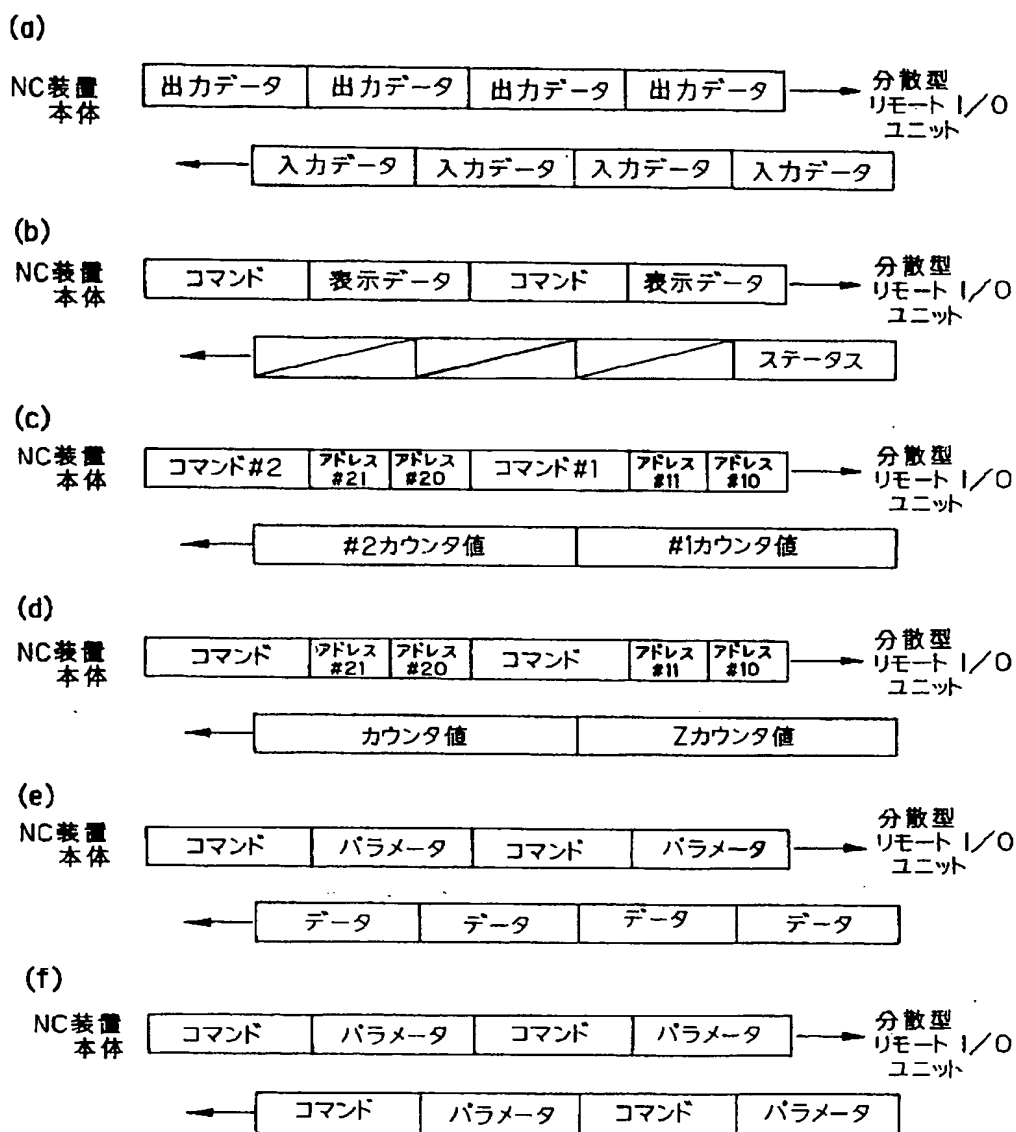 (a)
NC装置
本体
出力データ 出力データ 出力データ 出力データ
分散型
リモート I/O
ユニット
入力データ 入力データ 入力データ 入力データ
(b)
NC装置
本体
コマンド 表示データ コマンド 表示データ
分散型
リモート I/O
ユニット
ステータス
(c)
NC装置
本体
コマンド#2 アドレス #21 アドレス #20 コマンド#1 アドレス #11 アドレス #10
分散型
リモート I/O
ユニット
#2カウンタ値 #1カウンタ値
(d)
NC装置
本体
コマンド アドレス #21 アドレス #20 コマンド アドレス #11 アドレス #10
分散型
リモート I/O
ユニット
カウンタ値 Zカウンタ値
(e)
NC装置
本体
コマンド パラメータ コマンド パラメータ
分散型
リモート I/O
ユニット
データ データ データ データ
(f)
NC装置
本体
コマンド パラメータ コマンド パラメータ
分散型
リモート I/O
ユニット
コマンド パラメータ コマンド パラメータ